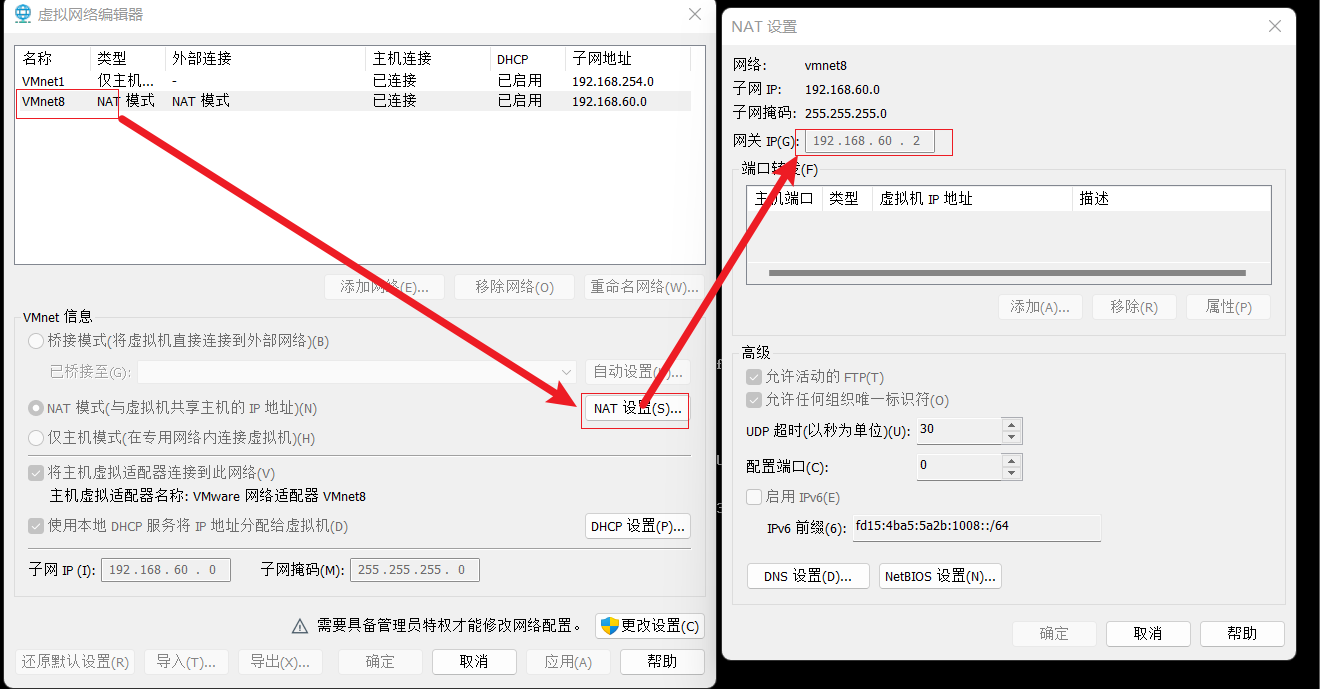 虚拟网络编辑器
名称 类型 外部连接 主机连接 DHCP 子网地址
VMnet1 仅主机... - 已连接 已启用 192.168.254.0
VMnet8 NAT 模式 NAT 模式 已连接 已启用 192.168.60.0
添加网络(E)... 移除网络(O) 重命名网络(W)...
VMnet 信息
桥接模式(将虚拟机直接连接到外部网络)(B)
已桥接至(G): 自动设置
NAT 模式(与虚拟机共享主机的 IP 地址)(N) NAT 设置(S)...
仅主机模式(在专用网络内连接虚拟机)(H)
将主机虚拟适配器连接到此网络(V)
主机虚拟适配器名称: VMware 网络适配器 VMnet8
使用本地 DHCP 服务将 IP 地址分配给虚拟机(D) DHCP 设置(P)...
子网 IP (I): 192.168.60.0 子网掩码(M): 255.255.255.0
需要具备管理员特权才能修改网络配置。 更改设置(C)
还原默认设置(R) 导入(T)... 导出(X)... 确定 取消 应用(A) 帮助
NAT 设置
网络: vmnet8
子网 IP: 192.168.60.0
子网掩码: 255.255.255.0
网关 IP(G): 192.168.60.2
端口转发(F)
主机端口 类型 虚拟机 IP 地址 描述
添加(A)... 移除(R) 属性(P)
高级
允许活动的 FTP(T)
允许任何组织唯一标识符(O)
UDP 超时(以秒为单位)(U): 30
配置端口(C): 0
启用 IPv6(E)
IPv6 前缀(6): fd15:4ba5:5a2b:1008::/64
DNS 设置(D)... NetBIOS 设置(N)...
确定 取消 帮助